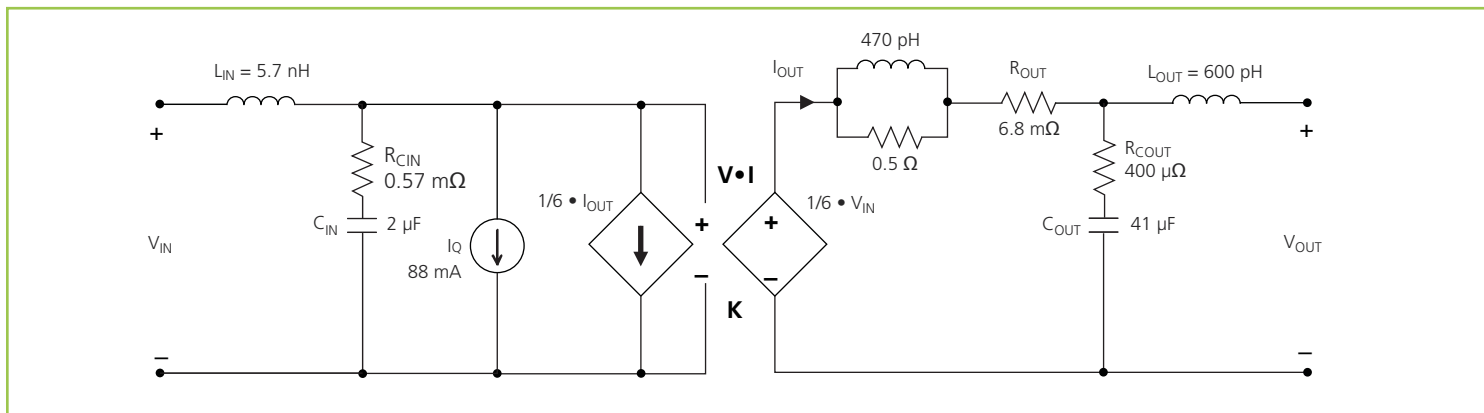 L_IN = 5.7 nH
+
R_CIN
0.57 mΩ
C_IN 2 µF
V_IN
I_Q
88 mA
1/6 • I_OUT
+
−
−
V•I
K
+
−
1/6 • V_IN
I_OUT
470 pH
0.5 Ω
R_OUT
6.8 mΩ
L_OUT = 600 pH
R_COUT
400 µΩ
C_OUT 41 µF
+
V_OUT
−